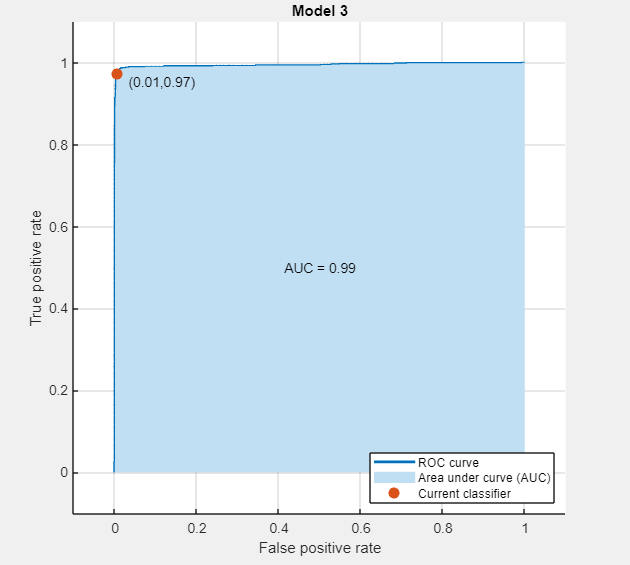 Model 3
1
(0.01,0.97)
0.8
0.6
True positive rate
AUC = 0.99
0.4
0.2
0
ROC curve
Area under curve (AUC)
Current classifier
0 0.2 0.4 0.6 0.8 1
False positive rate